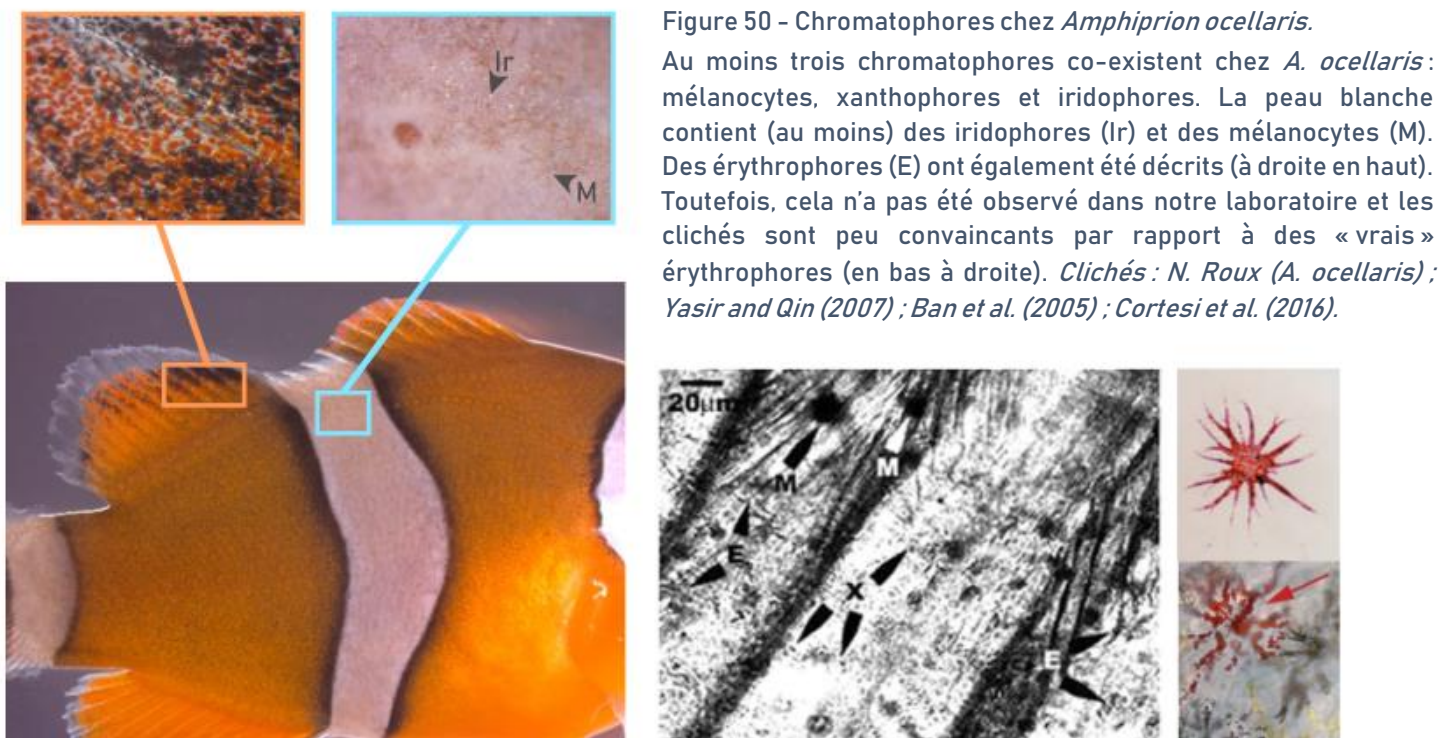 Ir
M
Figure 50 - Chromatophores chez Amphiprion ocellaris.
Au moins trois chromatophores co-existent chez A. ocellaris :
mélanocytes, xanthophores et iridophores. La peau blanche
contient (au moins) des iridophores (Ir) et des mélanocytes (M).
Des érythrophores (E) ont également été décrits (à droite en haut).
Toutefois, cela n’a pas été observé dans notre laboratoire et les
clichés sont peu convaincants par rapport à des « vrais »
érythrophores (en bas à droite). Clichés : N. Roux (A. ocellaris) ;
Yasir and Qin (2007) ; Ban et al. (2005) ; Cortesi et al. (2016).
20µm
M
M
E
X
E